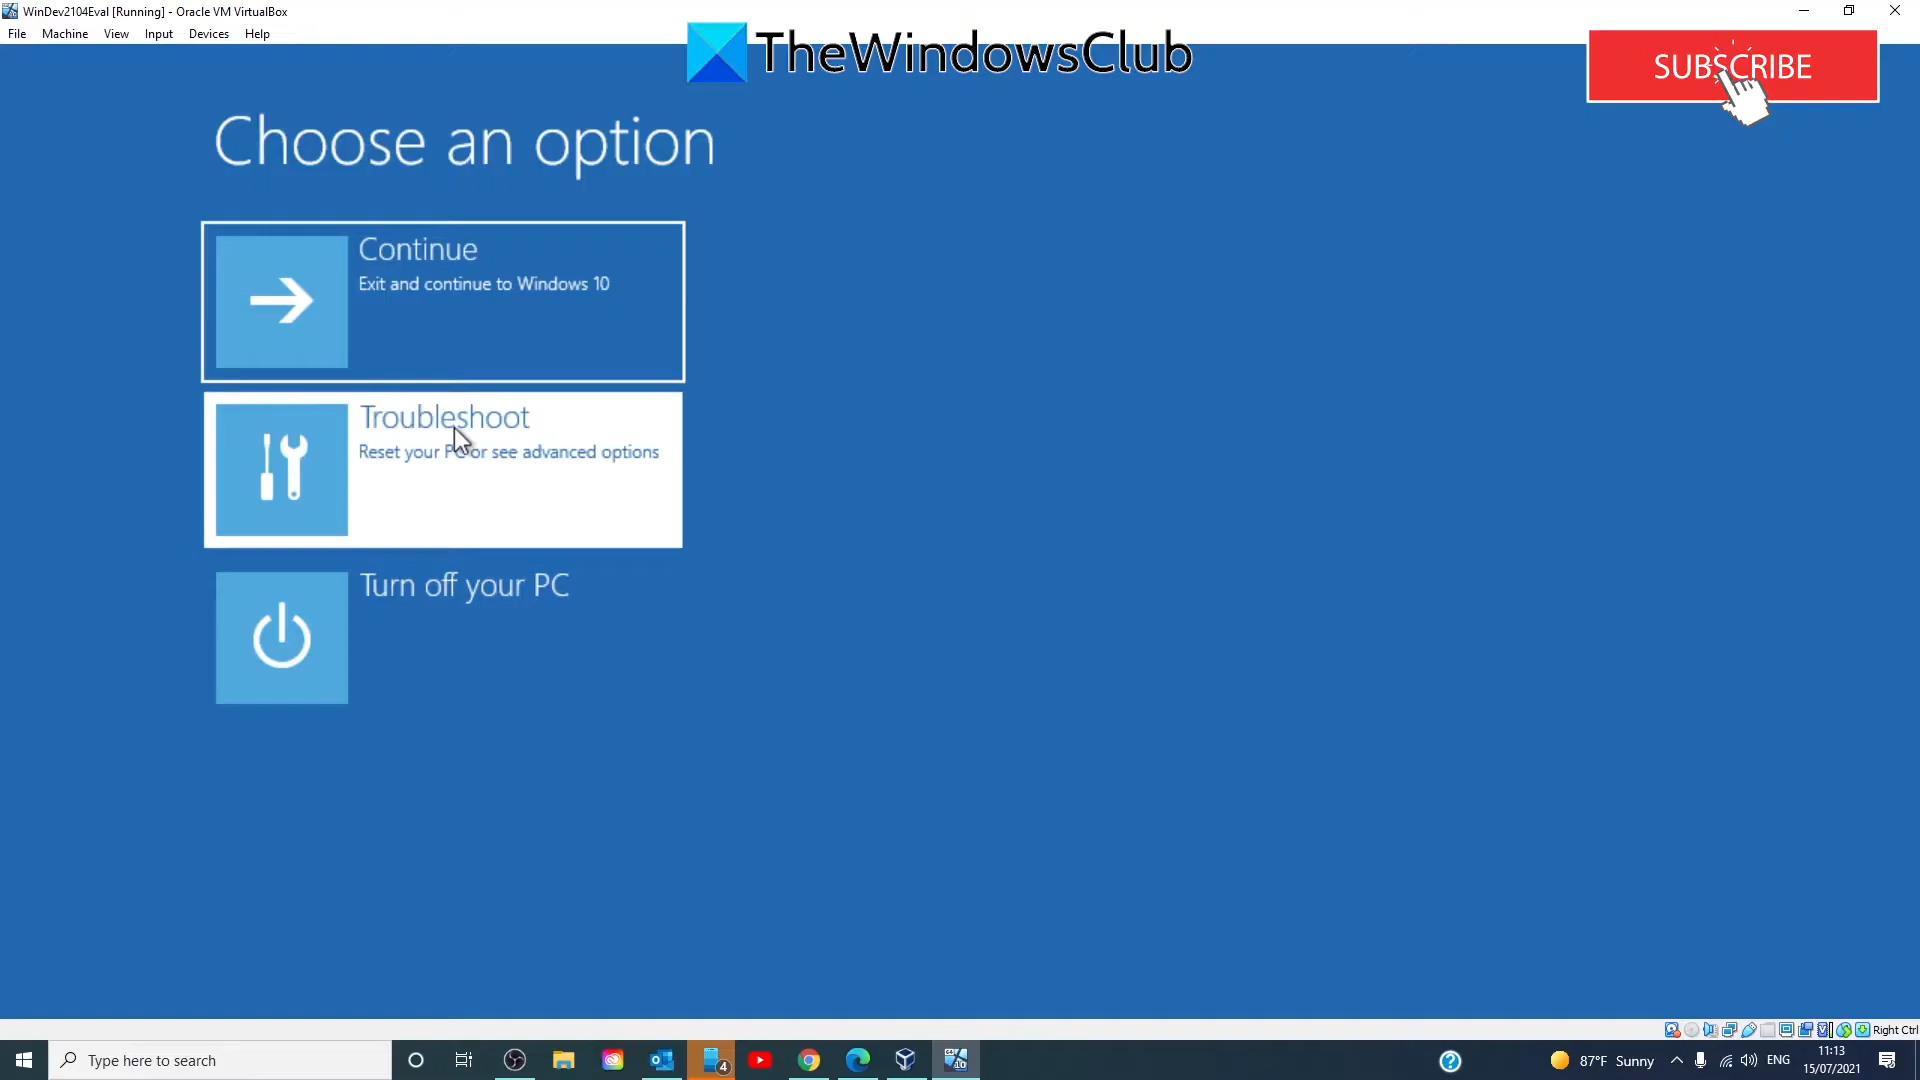 WinDev2104Eval [Running] - Oracle VM VirtualBox
File Machine View Input Devices Help
TheWindowsClub
SUBSCRIBE
Choose an option
Continue
Exit and continue to Windows 10
Troubleshoot
Reset your PC or see advanced options
Turn off your PC
Right Ctrl
Type here to search
4
87°F Sunny
ENG
11:13
15/07/2021